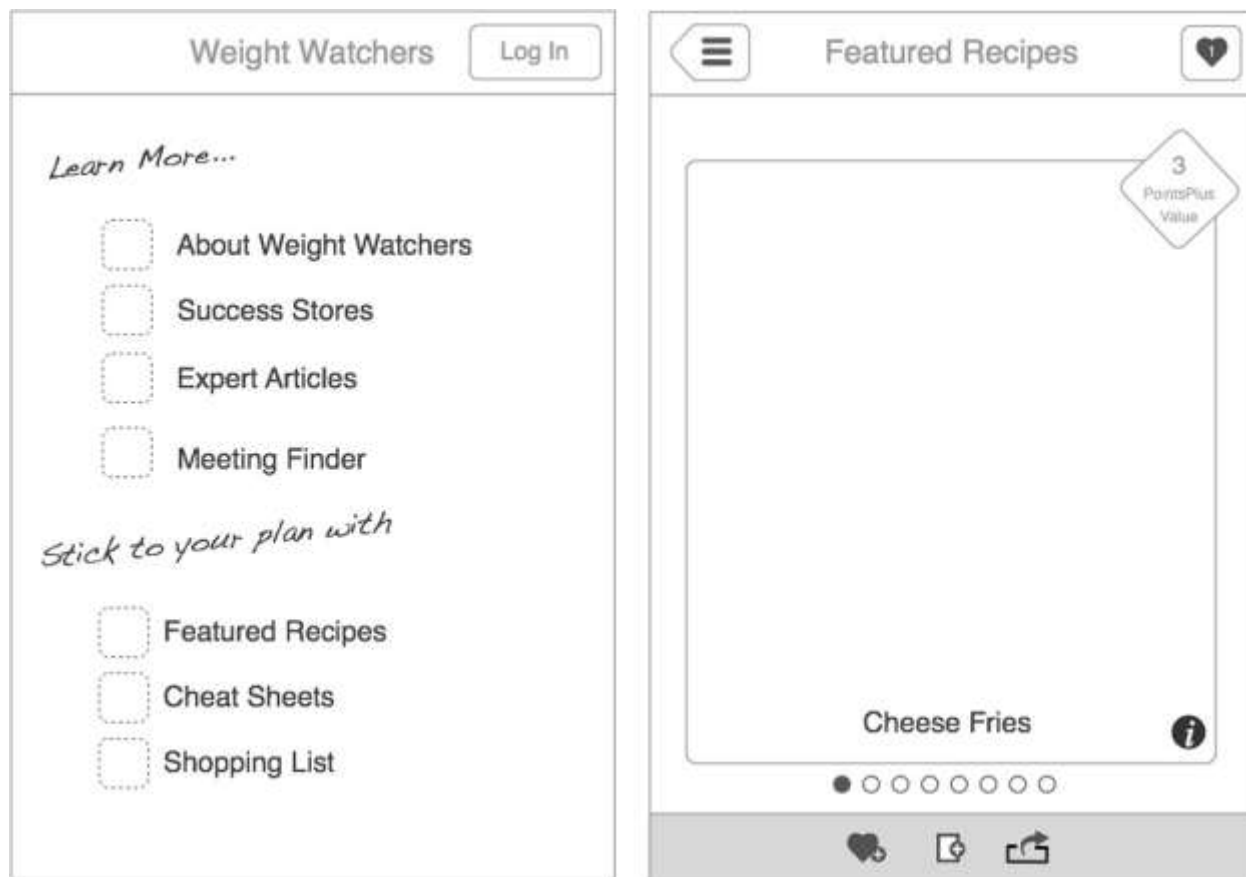 Weight Watchers
Log In
Learn More...
About Weight Watchers
Success Stores
Expert Articles
Meeting Finder
Stick to your plan with
Featured Recipes
Cheat Sheets
Shopping List
Featured Recipes
1
3
PointsPlus
Value
Cheese Fries
i